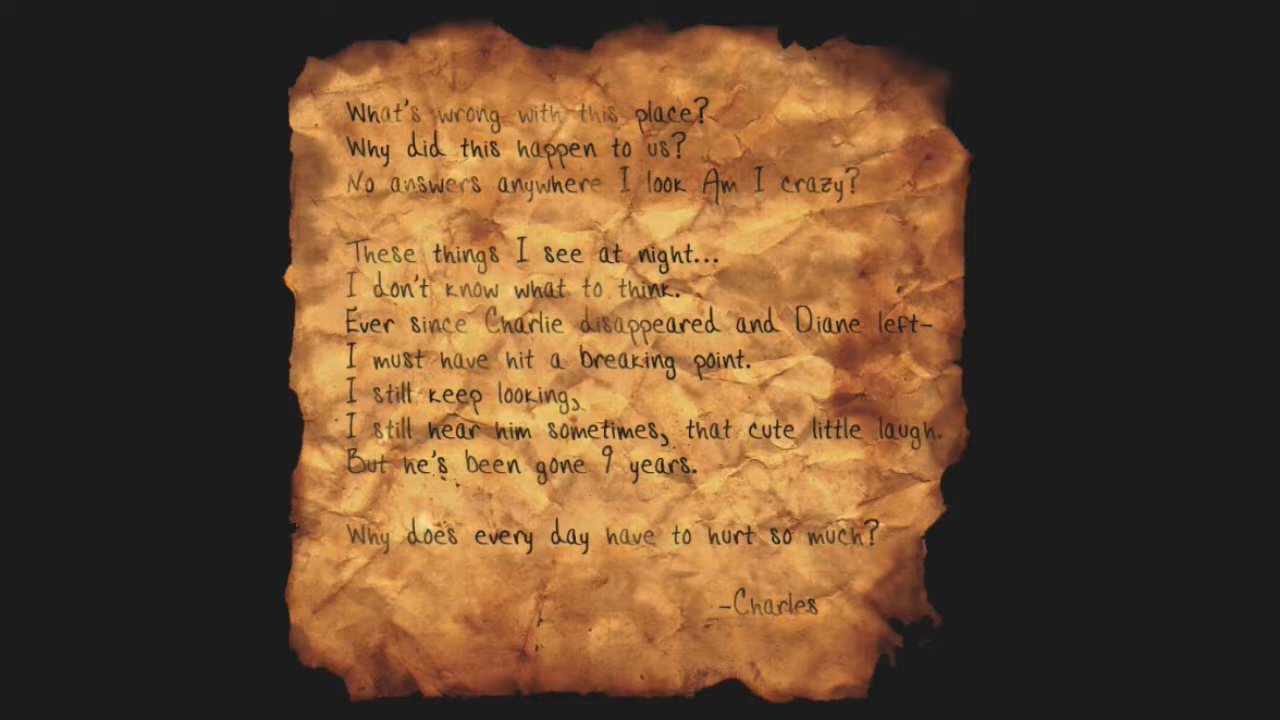 What's wrong with this place?
Why did this happen to us?
No answers anywhere I look Am I crazy?
These things I see at night...
I don't know what to think.
Ever since Charlie disappeared and Diane left-
I must have hit a breaking point.
I still keep looking,
I still hear him sometimes, that cute little laugh.
But he's been gone 9 years.
Why does every day have to hurt so much?
-Charles